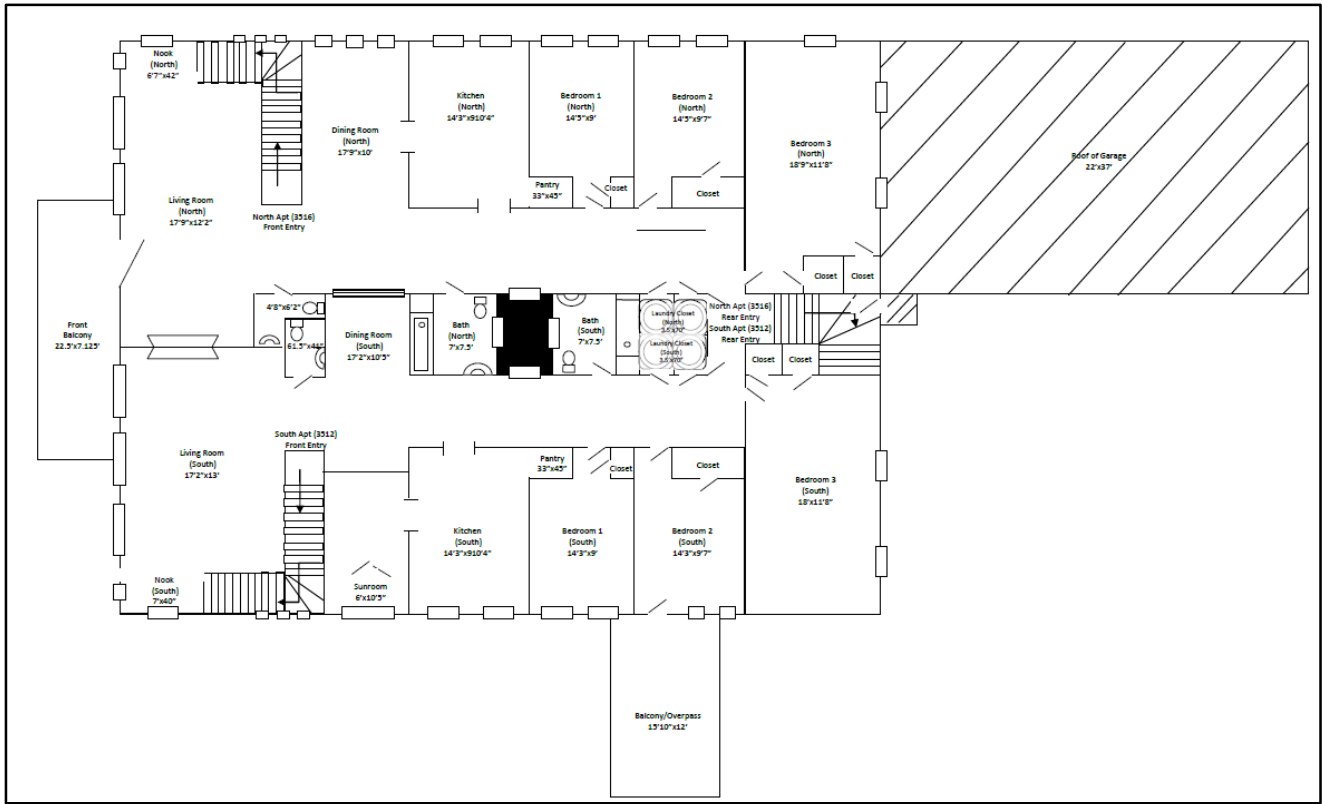 Nook
(North)
6'7"x42"
Kitchen
(North)
14'3"x910'4"
Bedroom 1
(North)
14'5"x9'
Bedroom 2
(North)
14'5"x9'7"
Dining Room
(North)
17'9"x10'
Bedroom 3
(North)
18'9"x11'8"
Roof of Garage
22'x37'
Pantry
33"x45"
Closet
Closet
Living Room
(North)
17'9"x12'2"
North Apt (3516)
Front Entry
Closet
Closet
4'8"x6'2"
Front
Balcony
22.5'x7.125'
61.5"x41"
Dining Room
(South)
17'2"x10'5"
Bath
(North)
7'x7.5'
Bath
(South)
7'x7.5'
Laundry Closet
(North)
Laundry Closet
(South)
North Apt (3516)
Rear Entry
South Apt (3512)
Rear Entry
Closet
Closet
South Apt (3512)
Front Entry
Living Room
(South)
17'2"x13'
Pantry
33"x45"
Closet
Closet
Bedroom 3
(South)
18'x11'8"
Kitchen
(South)
14'3"x910'4"
Bedroom 1
(South)
14'3"x9'
Bedroom 2
(South)
14'3"x9'7"
Nook
(South)
7'x40"
Sunroom
6'x10'5"
Balcony/Overpass
15'10"x12'